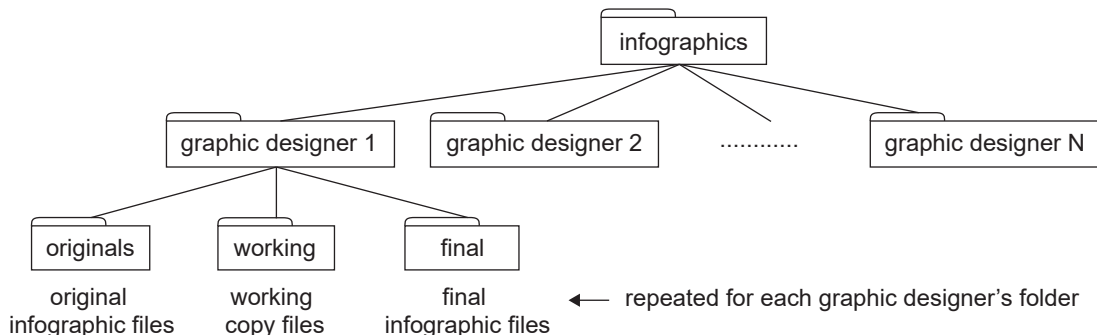 infographics
graphic designer 1
graphic designer 2
............
graphic designer N
originals
working
final
original
infographic files
working
copy files
final
infographic files
repeated for each graphic designer’s folder